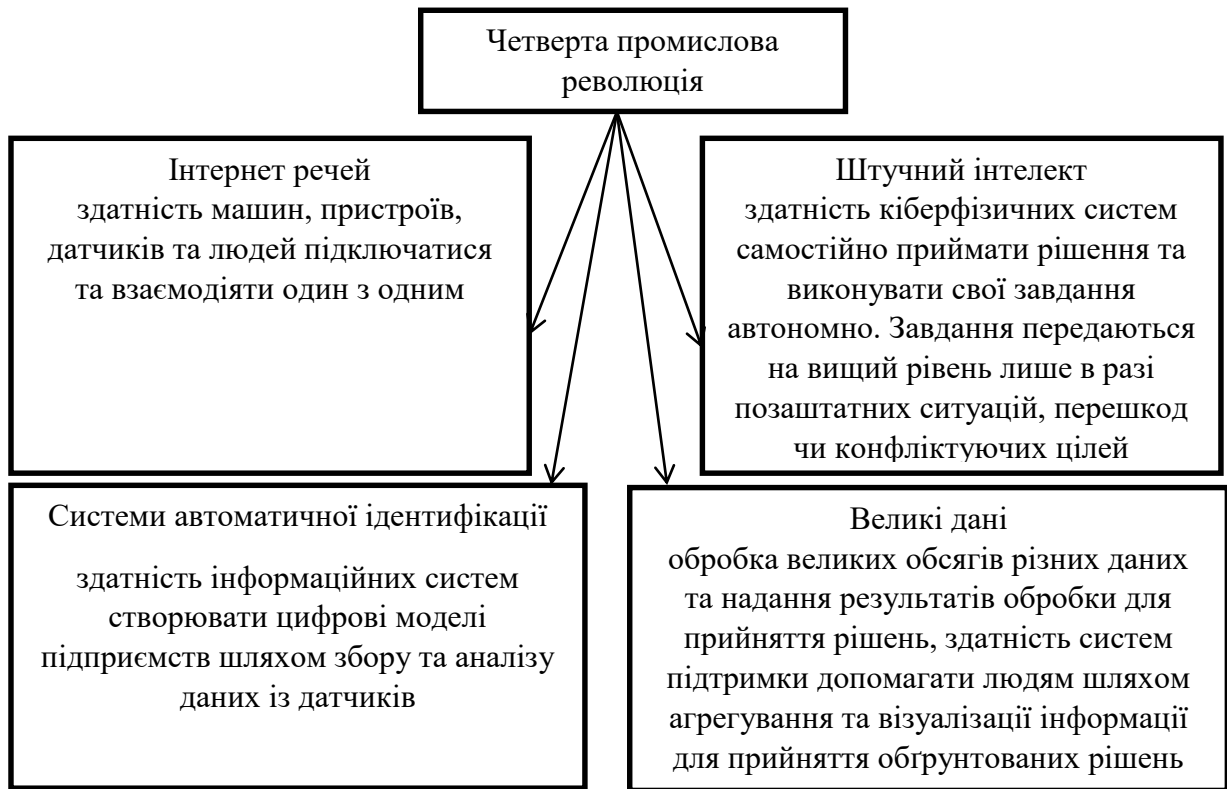 Четверта промислова
революція
Інтернет речей
здатність машин, пристроїв,
датчиків та людей підключатися
та взаємодіяти один з одним
Штучний інтелект
здатність кіберфізичних систем
самостійно приймати рішення та
виконувати свої завдання
автономно. Завдання передаються
на вищий рівень лише в разі
позаштатних ситуацій, перешкод
чи конфліктуючих цілей
Системи автоматичної ідентифікації
здатність інформаційних систем
створювати цифрові моделі
підприємств шляхом збору та аналізу
даних із датчиків
Великі дані
обробка великих обсягів різних даних
та надання результатів обробки для
прийняття рішень, здатність систем
підтримки допомагати людям шляхом
агрегування та візуалізації інформації
для прийняття обґрунтованих рішень